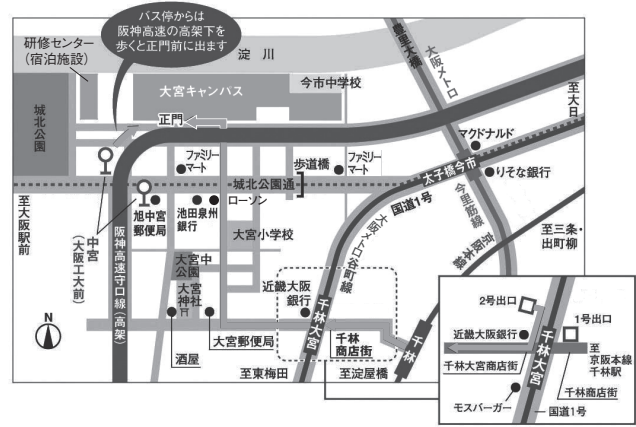 バス停からは
阪神高速の高架下を
歩くと正門前に出ます
研修センター
(宿泊施設)
淀川
豊里大橋
大阪メトロ
今里筋線
至大日
城北公園
大宮キャンパス
今市中学校
正門
マクドナルド
ファミリー
マート
歩道橋
ファミリー
マート
太子橋今市
りそな銀行
城北公園通
国道1号
至大阪駅前
中宮
(大阪工大前)
旭中宮
郵便局
池田泉州
銀行
ローソン
大宮小学校
大阪メトロ谷町線
京阪本線
至三条・
出町柳
阪神高速守口線(高架)
大宮中
公園
大宮
神社
近畿大阪
銀行
千林大宮
千林
商店街
千林
N
酒屋
大宮郵便局
至東梅田
至淀屋橋
2号出口
1号出口
近畿大阪銀行
千林大宮
至
京阪本線
千林駅
千林大宮商店街
千林商店街
モスバーガー
国道1号